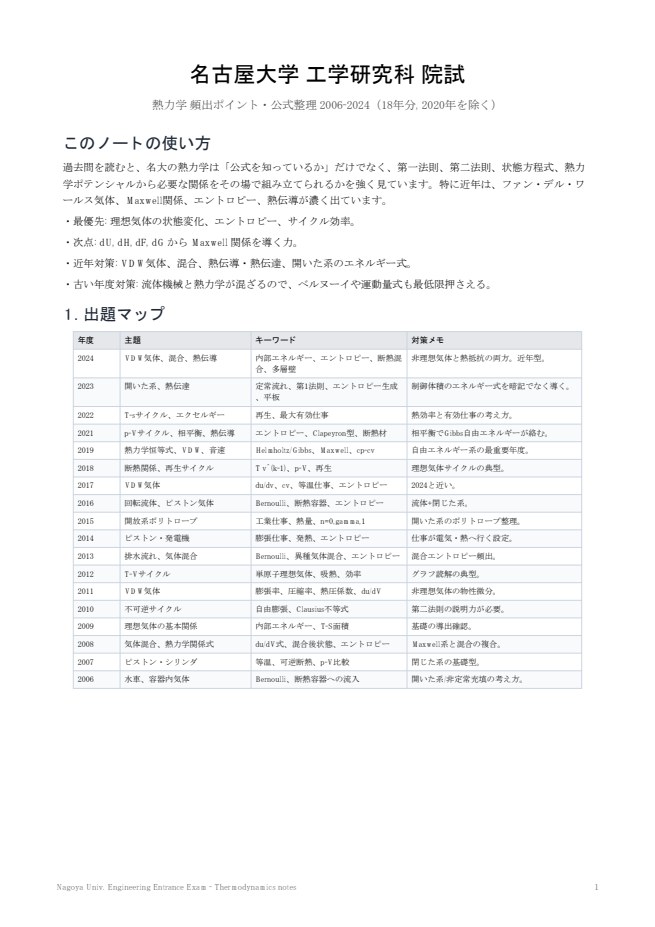 名古屋大学 工学研究科 院試
熱力学 頻出ポイント・公式整理 2006-2024（18年分, 2020年を除く）
このノートの使い方
過去問を読むと、名大の熱力学は「公式を知っているか」だけでなく、第一法則、第二法則、状態方程式、熱力
学ポテンシャルから必要な関係をその場で組み立てられるかを強く見ています。特に近年は、ファン・デル・ワ
ールス気体、Maxwell関係、エントロピー、熱伝導が濃く出ています。
・最優先: 理想気体の状態変化、エントロピー、サイクル効率。
・次点: dU, dH, dF, dG から Maxwell 関係を導く力。
・近年対策: VDW気体、混合、熱伝導・熱伝達、開いた系のエネルギー式。
・古い年度対策: 流体機械と熱力学が混ざるので、ベルヌーイや運動量式も最低限押さえる。
1. 出題マップ
年度 主題 キーワード 対策メモ
2024 VDW気体、混合、熱伝導 内部エネルギー、エントロピー、断熱混 非理想気体と熱抵抗の両方。近年型。
合、多層壁
2023 開いた系、熱伝達 定常流れ、第1法則、エントロピー生成 制御体積のエネルギー式を暗記でなく導く。
、平板
2022 T-sサイクル、エクセルギー 再生、最大有効仕事 熱効率と有効仕事の考え方。
2021 p-Vサイクル、相平衡、熱伝導 エントロピー、Clapeyron型、断熱材 相平衡でGibbs自由エネルギーが絡む。
2019 熱力学恒等式、VDW、音速 Helmholtz/Gibbs、Maxwell、cp-cv 自由エネルギー系の最重要年度。
2018 断熱関係、再生サイクル Tv^(k-1)、p-V、再生 理想気体サイクルの典型。
2017 VDW気体 du/dv、cv、等温仕事、エントロピー 2024と近い。
2016 回転流体、ピストン気体 Bernoulli、断熱容器、エントロピー 流体+閉じた系。
2015 開放系ポリトロープ 工業仕事、熱量、n=0,gamma,1 開いた系のポリトロープ整理。
2014 ピストン・発電機 膨張仕事、発熱、エントロピー 仕事が電気・熱へ行く設定。
2013 排水流れ、気体混合 Bernoulli、異種気体混合、エントロピー 混合エントロピー頻出。
2012 T-Vサイクル 単原子理想気体、吸熱、効率 グラフ読解の典型。
2011 VDW気体 膨張率、圧縮率、熱圧係数、du/dV 非理想気体の物性微分。
2010 不可逆サイクル 自由膨張、Clausius不等式 第二法則の説明力が必要。
2009 理想気体の基本関係 内部エネルギー、T-S面積 基礎の導出確認。
2008 気体混合、熱力学関係式 du/dV式、混合後状態、エントロピー Maxwell系と混合の複合。
2007 ピストン・シリンダ 等温、可逆断熱、p-V比較 閉じた系の基礎型。
2006 水車、容器内気体 Bernoulli、断熱容器への流入 開いた系/非定常充填の考え方。
Nagoya Univ. Engineering Entrance Exam - Thermodynamics notes 1